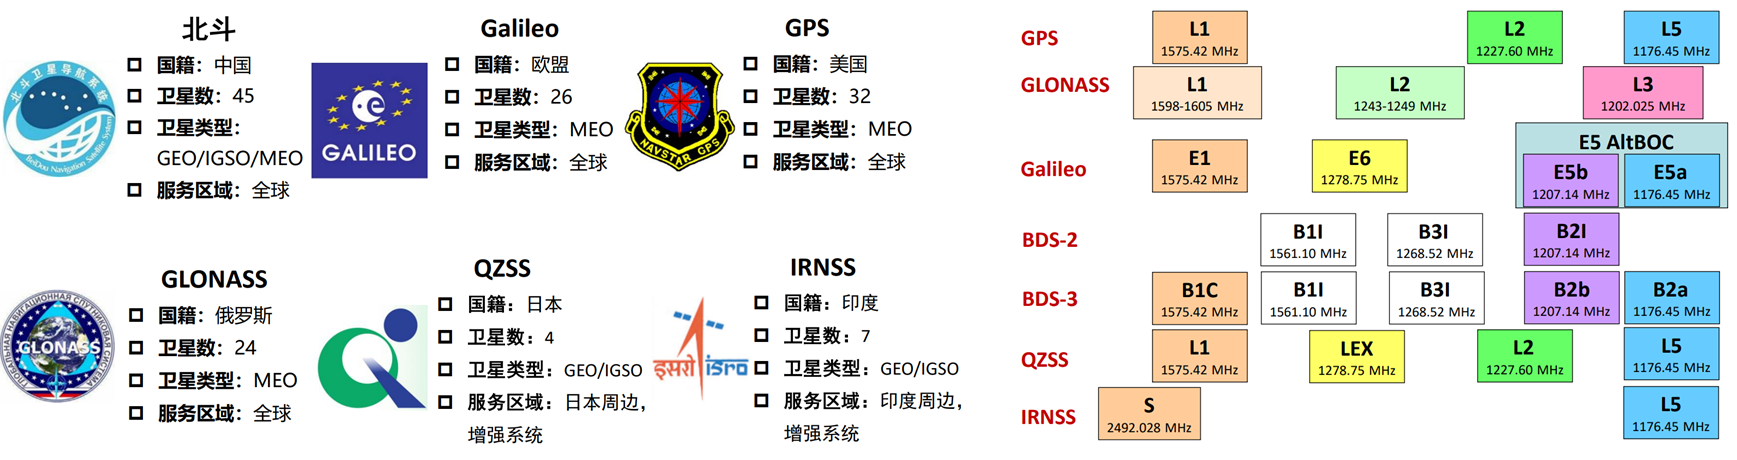 北斗
国籍：中国
卫星数：45
卫星类型：
GEO/IGSO/MEO
服务区域：全球
北斗卫星导航系统
BeiDou Navigation Satellite System
Galileo
国籍：欧盟
卫星数：26
卫星类型：MEO
服务区域：全球
GALILEO
GPS
国籍：美国
卫星数：32
卫星类型：MEO
服务区域：全球
NAVSTAR GPS
GLONASS
国籍：俄罗斯
卫星数：24
卫星类型：MEO
服务区域：全球
ГЛОБАЛЬНАЯ НАВИГАЦИОННАЯ СПУТНИКОВАЯ СИСТЕМА
GLONASS
QZSS
国籍：日本
卫星数：4
卫星类型：GEO/IGSO
服务区域：日本周边，
增强系统
IRNSS
国籍：印度
卫星数：7
卫星类型：GEO/IGSO
服务区域：印度周边，
增强系统
इसरो isro
GPS
L1
1575.42 MHz
L2
1227.60 MHz
L5
1176.45 MHz
GLONASS
L1
1598-1605 MHz
L2
1243-1249 MHz
L3
1202.025 MHz
Galileo
E1
1575.42 MHz
E6
1278.75 MHz
E5 AltBOC
E5b
1207.14 MHz
E5a
1176.45 MHz
BDS-2
B1I
1561.10 MHz
B3I
1268.52 MHz
B2I
1207.14 MHz
BDS-3
B1C
1575.42 MHz
B1I
1561.10 MHz
B3I
1268.52 MHz
B2b
1207.14 MHz
B2a
1176.45 MHz
QZSS
L1
1575.42 MHz
LEX
1278.75 MHz
L2
1227.60 MHz
L5
1176.45 MHz
IRNSS
S
2492.028 MHz
L5
1176.45 MHz